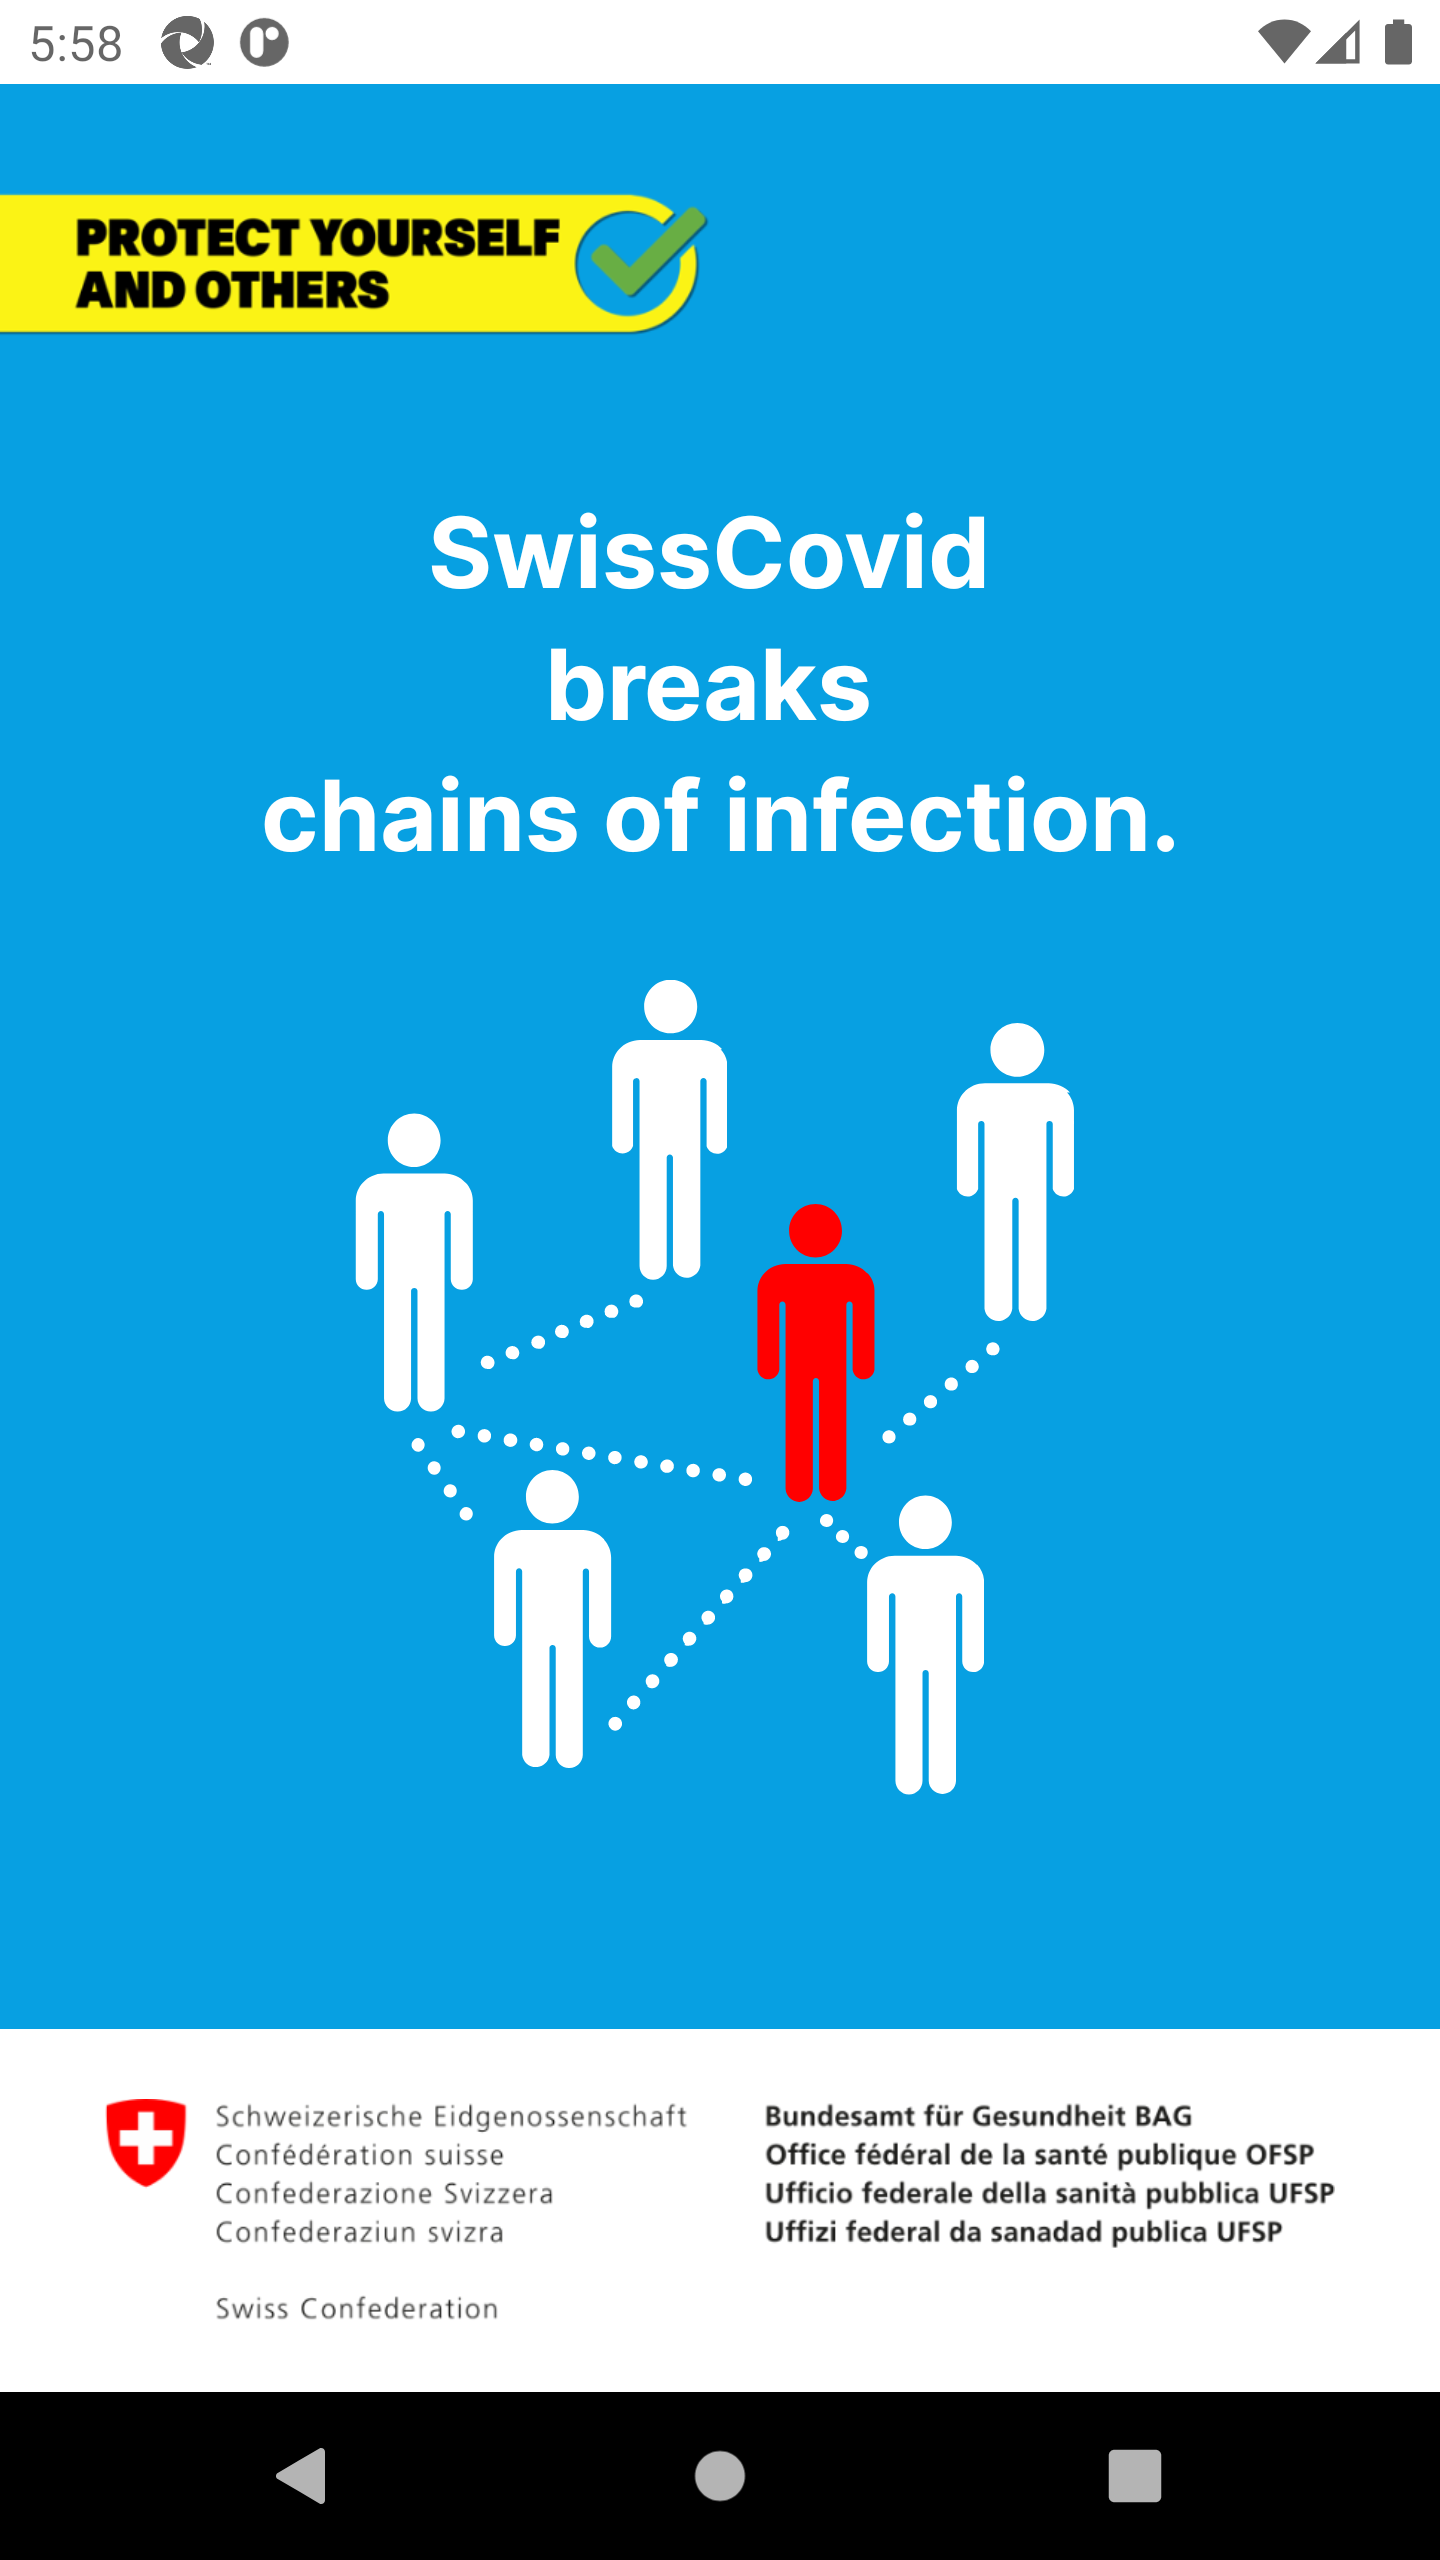 5:58
PROTECT YOURSELF
AND OTHERS
SwissCovid
breaks
chains of infection.
Schweizerische Eidgenossenschaft
Confédération suisse
Confederazione Svizzera
Confederaziun svizra
Swiss Confederation
Bundesamt für Gesundheit BAG
Office fédéral de la santé publique OFSP
Ufficio federale della sanità pubblica UFSP
Uffizi federal da sanadad publica UFSP